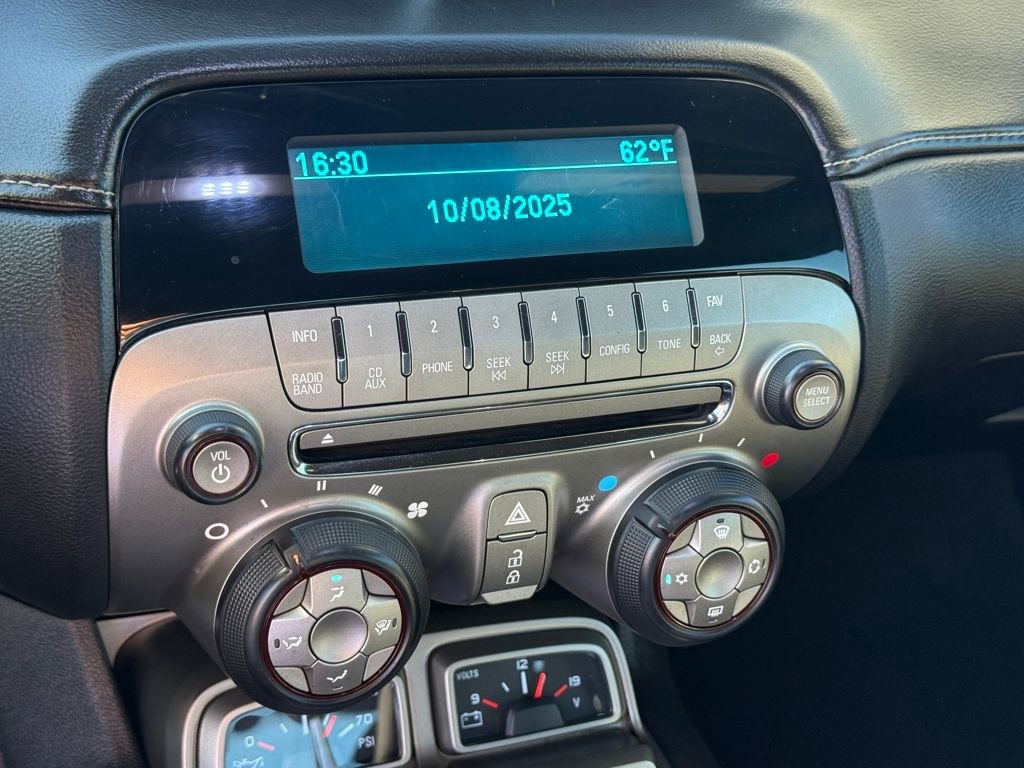 16:30 62°F
10/08/2025
INFO 1 2 3 4 5 6 FAV
RADIO
BAND
CD
AUX
PHONE
SEEK
SEEK
CONFIG
TONE
BACK
MENU
SELECT
VOL
MAX
VOLTS
9 12 19
V
0 70
PSI